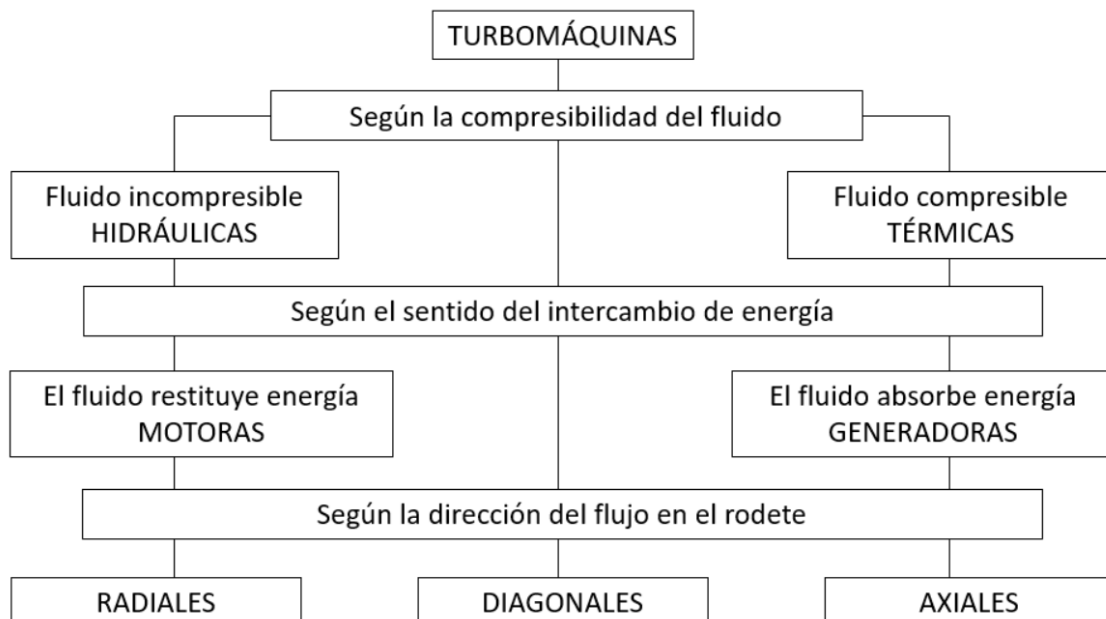 TURBOMÁQUINAS
Según la compresibilidad del fluido
Fluido incompresible
HIDRÁULICAS
Fluido compresible
TÉRMICAS
Según el sentido del intercambio de energía
El fluido restituye energía
MOTORAS
El fluido absorbe energía
GENERADORAS
Según la dirección del flujo en el rodete
RADIALES
DIAGONALES
AXIALES